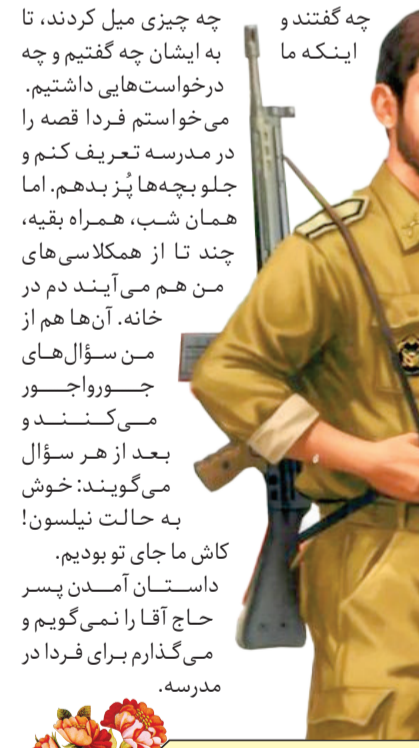 چه گفتند و
اینکه ما
چه چیزی میل کردند، تا
به ایشان چه گفتیم و چه
درخواست‌هایی داشتیم.
می‌خواستم فردا قصه را
در مدرسه تعریف کنم و
جلو بچه‌ها پُز بدهم. اما
همان شب، همراه بقیه،
چند تا از همکلاسی‌های
من هم می‌آیند دم در
خانه. آن‌ها هم از
من سؤال‌های
جورواجور
می‌کنند و
بعد از هر سؤال
می‌گویند: خوش
به حالت نیلسون!
کاش ما جای تو بودیم.
داستان آمدن پسر
حاج آقا را نمی‌گویم و
می‌گذارم برای فردا در
مدرسه.